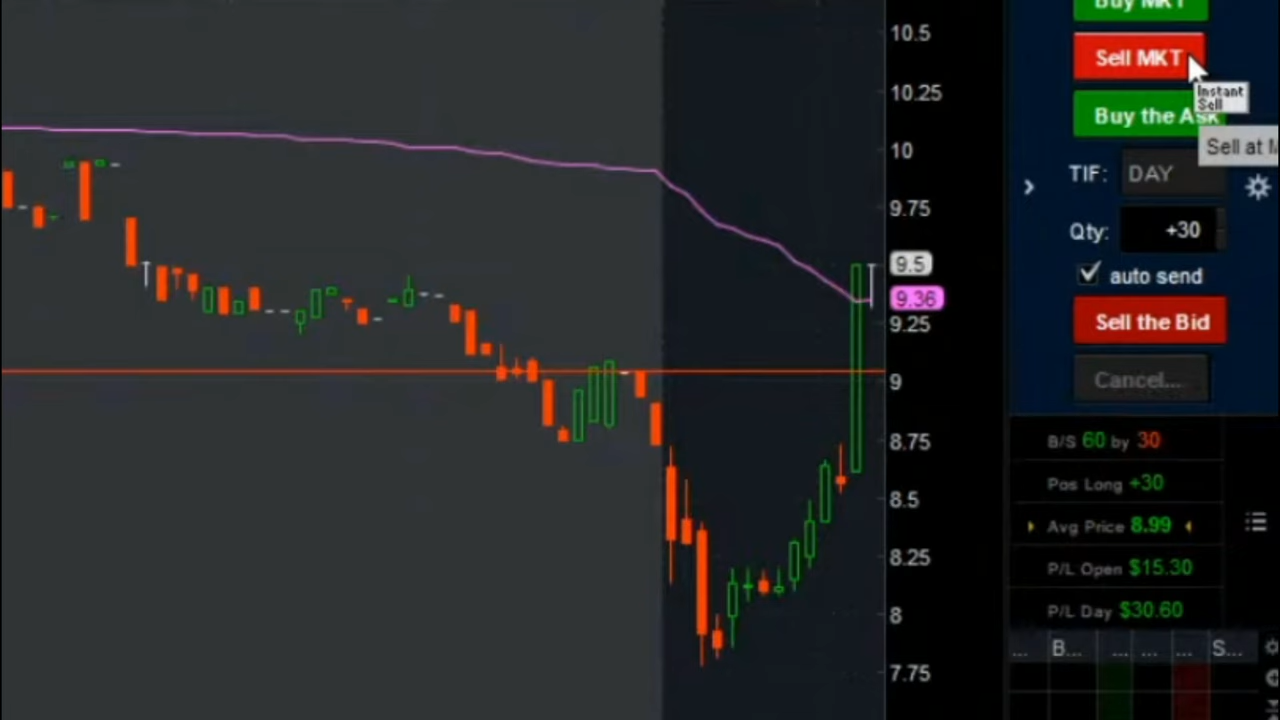 Buy MKT
10.5
Sell MKT
Instant
Sell
10.25
Buy the Ask
Sell at
10
TIF: DAY
9.75
Qty: +30
9.5
auto send
9.36
9.25
Sell the Bid
9
Cancel...
8.75
B/S 60 by 30
Pos Long +30
8.5
Avg Price 8.99
8.25
P/L Open $15.30
8
P/L Day $30.60
... B... ... ... ... S...
7.75